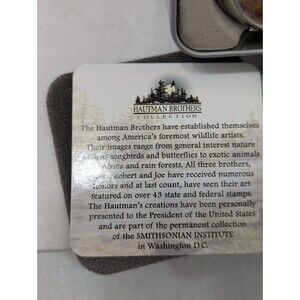 HAUTMAN BROTHERS
COLLECTION
The Hautman Brothers have established themselves
among America's foremost wildlife artists.
Their images range from general interest nature
songbirds and butterflies to exotic animals
Africa and rain forests. All three brothers,
Robert and Joe have received numerous
honors and at last count, have seen their art
featured on over 43 state and federal stamps.
The Hautman's creations have been personally
presented to the President of the United States
and are part of the permanent collection
of the SMITHSONIAN INSTITUTE
in Washington D.C.